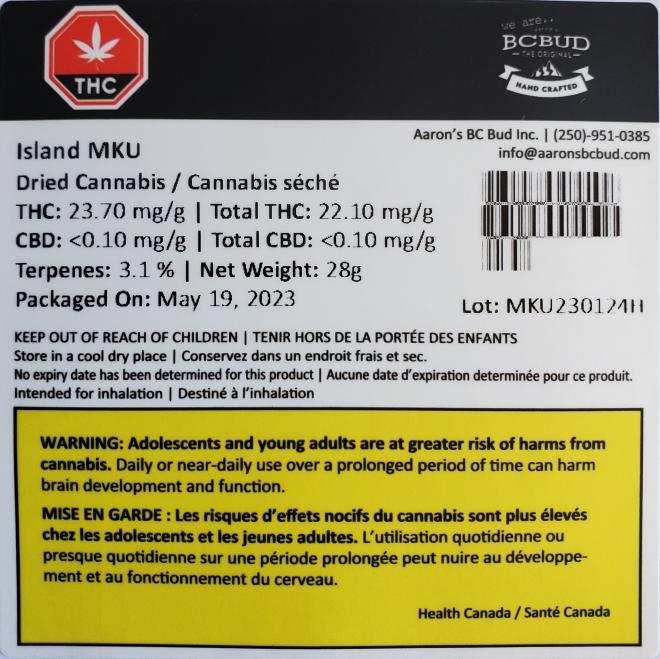 THC
we are..
BCBUD
THE ORIGINAL
HAND CRAFTED
Aaron's BC Bud Inc. | (250)-951-0385
info@aaronsbcbud.com
Island MKU
Dried Cannabis / Cannabis séché
THC: 23.70 mg/g | Total THC: 22.10 mg/g
CBD: <0.10 mg/g | Total CBD: <0.10 mg/g
Terpenes: 3.1 % | Net Weight: 28g
Packaged On: May 19, 2023
Lot: MKU230124H
KEEP OUT OF REACH OF CHILDREN | TENIR HORS DE LA PORTÉE DES ENFANTS
Store in a cool dry place | Conservez dans un endroit frais et sec.
No expiry date has been determined for this product | Aucune date d'expiration determinée pour ce produit.
Intended for inhalation | Destiné à l'inhalation
WARNING: Adolescents and young adults are at greater risk of harms from
cannabis. Daily or near-daily use over a prolonged period of time can harm
brain development and function.
MISE EN GARDE : Les risques d'effets nocifs du cannabis sont plus élevés
chez les adolescents et les jeunes adultes. L'utilisation quotidienne ou
presque quotidienne sur une période prolongée peut nuire au développe-
ment et au fonctionnement du cerveau.
Health Canada / Santé Canada